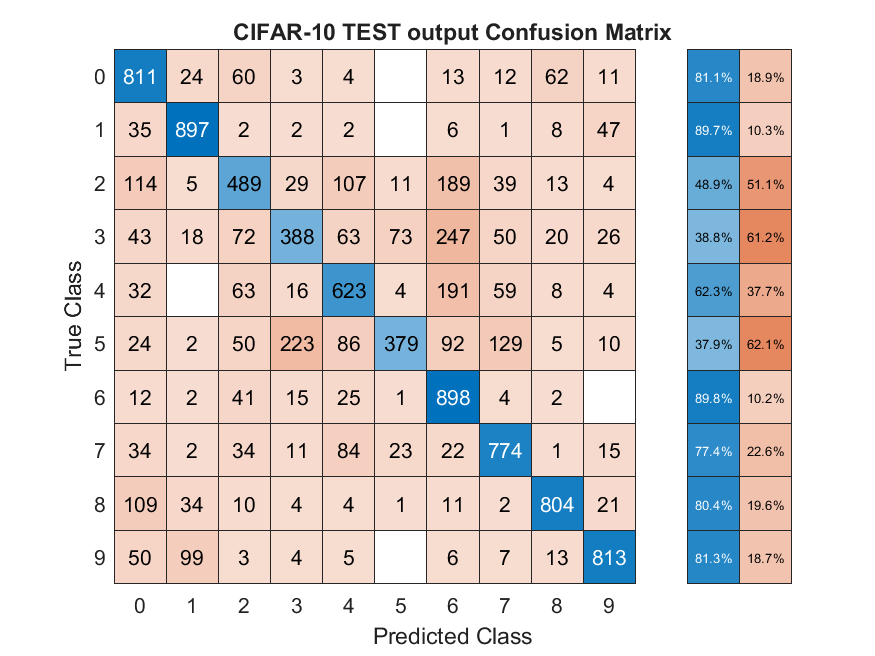 CIFAR-10 TEST output Confusion Matrix
0 811 24 60 3 4 13 12 62 11 81.1% 18.9%
1 35 897 2 2 2 6 1 8 47 89.7% 10.3%
2 114 5 489 29 107 11 189 39 13 4 48.9% 51.1%
3 43 18 72 388 63 73 247 50 20 26 38.8% 61.2%
4 32 63 16 623 4 191 59 8 4 62.3% 37.7%
5 24 2 50 223 86 379 92 129 5 10 37.9% 62.1%
6 12 2 41 15 25 1 898 4 2 89.8% 10.2%
7 34 2 34 11 84 23 22 774 1 15 77.4% 22.6%
8 109 34 10 4 4 1 11 2 804 21 80.4% 19.6%
9 50 99 3 4 5 6 7 13 813 81.3% 18.7%
0 1 2 3 4 5 6 7 8 9
Predicted Class
True Class